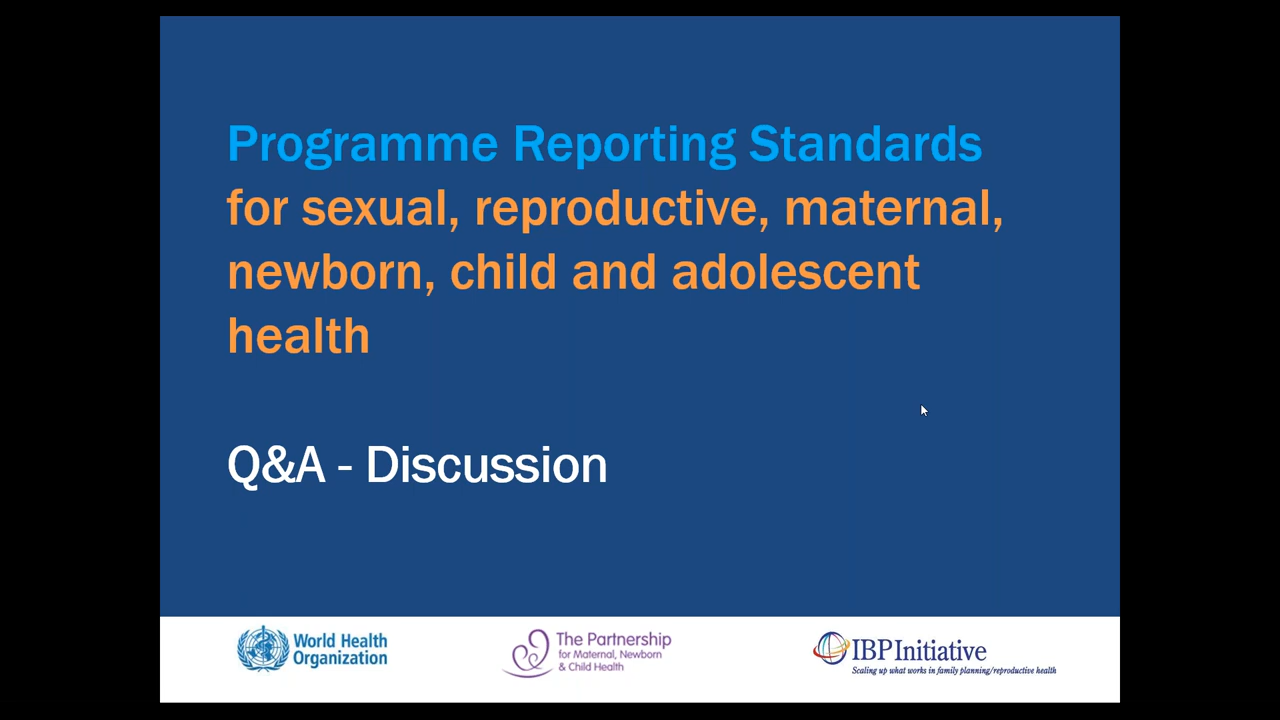 Programme Reporting Standards
for sexual, reproductive, maternal,
newborn, child and adolescent
health
Q&A - Discussion
World Health
Organization
The Partnership
for Maternal, Newborn
& Child Health
IBPInitiative
Scaling up what works in family planning/reproductive health